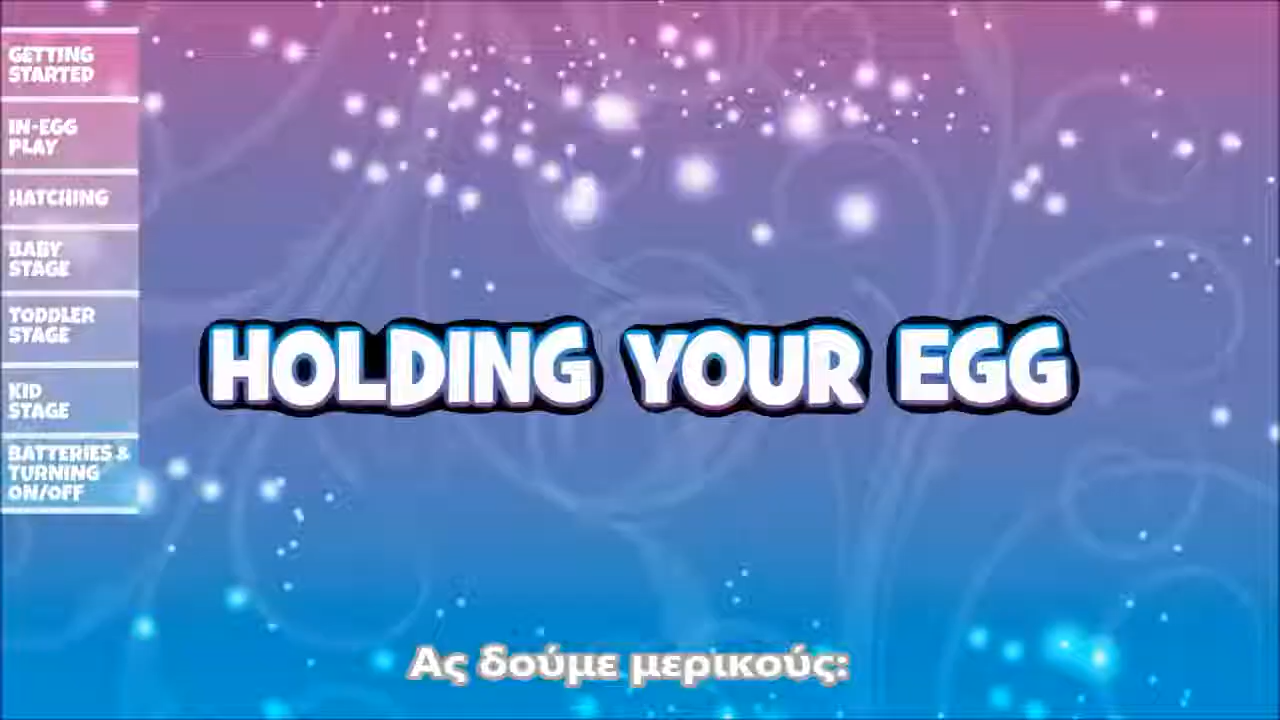 GETTING
STARTED
IN-EGG
PLAY
HATCHING
BABY
STAGE
TODDLER
STAGE
KID
STAGE
BATTERIES &
TURNING
ON/OFF
HOLDING YOUR EGG
Ας δούμε μερικούς: